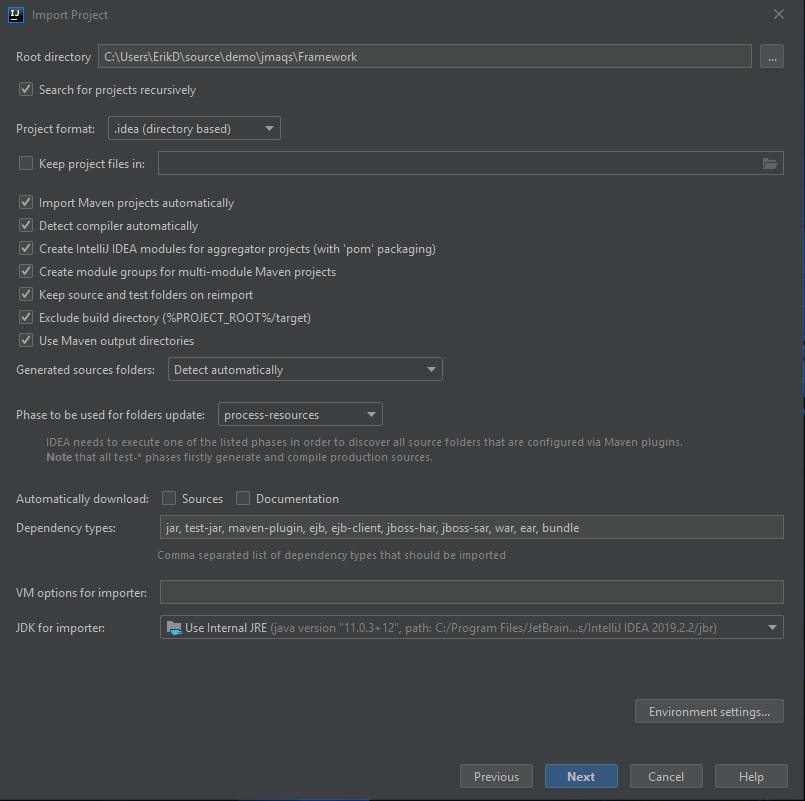 IJ Import Project
Root directory C:\Users\ErikD\source\demo\jmaqs\Framework ...
Search for projects recursively
Project format: .idea (directory based)
Keep project files in:
Import Maven projects automatically
Detect compiler automatically
Create IntelliJ IDEA modules for aggregator projects (with 'pom' packaging)
Create module groups for multi-module Maven projects
Keep source and test folders on reimport
Exclude build directory (%PROJECT_ROOT%/target)
Use Maven output directories
Generated sources folders: Detect automatically
Phase to be used for folders update: process-resources
IDEA needs to execute one of the listed phases in order to discover all source folders that are configured via Maven plugins.
Note that all test-* phases firstly generate and compile production sources.
Automatically download: Sources Documentation
Dependency types: jar, test-jar, maven-plugin, ejb, ejb-client, jboss-har, jboss-sar, war, ear, bundle
Comma separated list of dependency types that should be imported
VM options for importer:
JDK for importer: Use Internal JRE (java version "11.0.3+12", path: C:/Program Files/JetBrain...s/IntelliJ IDEA 2019.2.2/jbr)
Environment settings...
Previous Next Cancel Help